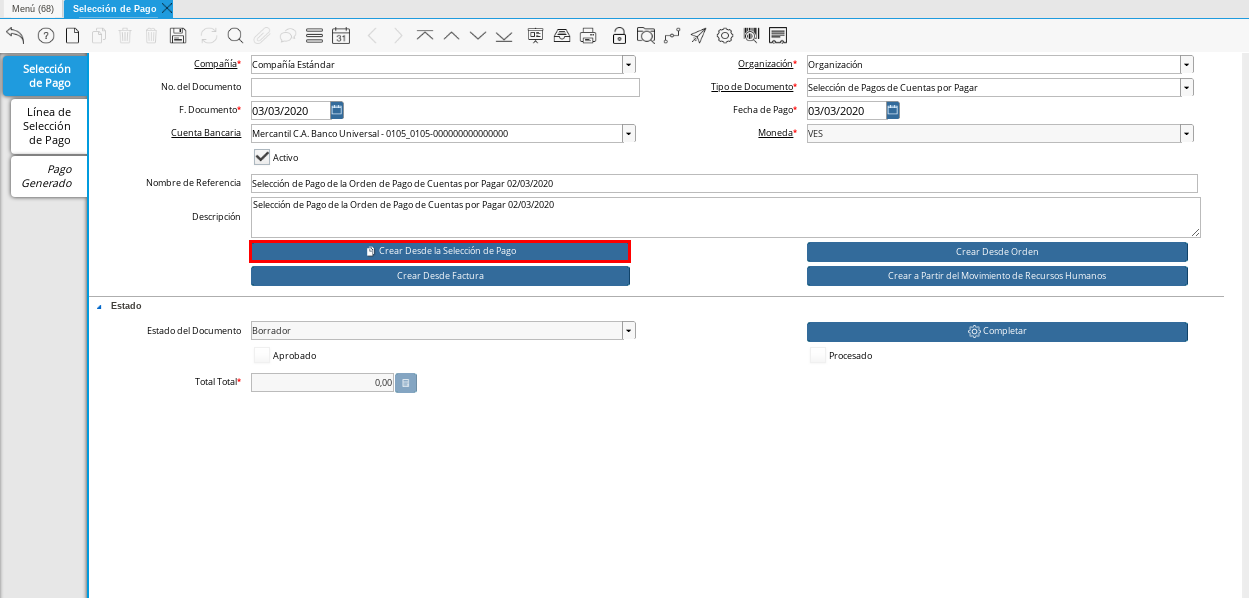 Menú (68)
Selección de Pago
31
Selección de Pago
Línea de Selección de Pago
Pago Generado
Compañía* Compañía Estándar
Organización* Organización
No. del Documento
Tipo de Documento* Selección de Pagos de Cuentas por Pagar
F. Documento* 03/03/2020
Fecha de Pago* 03/03/2020
Cuenta Bancaria Mercantil C.A. Banco Universal - 0105_0105-000000000000000
Moneda* VES
Activo
Nombre de Referencia Selección de Pago de la Orden de Pago de Cuentas por Pagar 02/03/2020
Descripción Selección de Pago de la Orden de Pago de Cuentas por Pagar 02/03/2020
Crear Desde la Selección de Pago
Crear Desde Orden
Crear Desde Factura
Crear a Partir del Movimiento de Recursos Humanos
Estado
Estado del Documento Borrador
Completar
Aprobado
Procesado
Total Total* 0,00